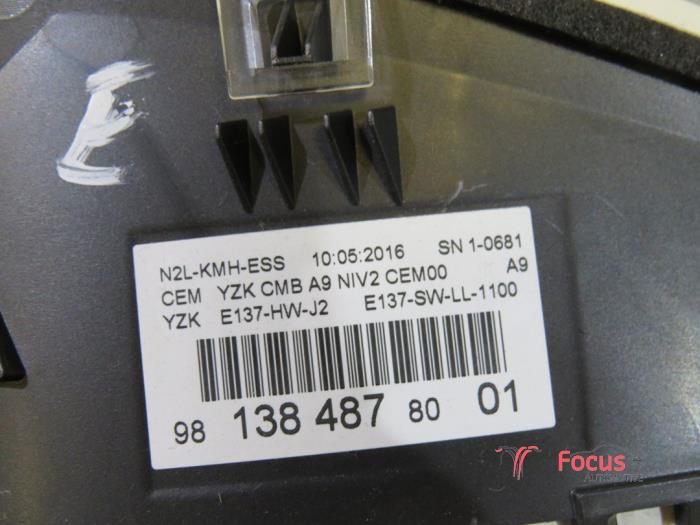 E
N2L-KMH-ESS 10:05:2016 SN 1-0681
CEM YZK CMB A9 NIV2 CEM00 A9
YZK E137-HW-J2 E137-SW-LL-1100
98 138 487 80 01
Focus
AUTOMOTIVE